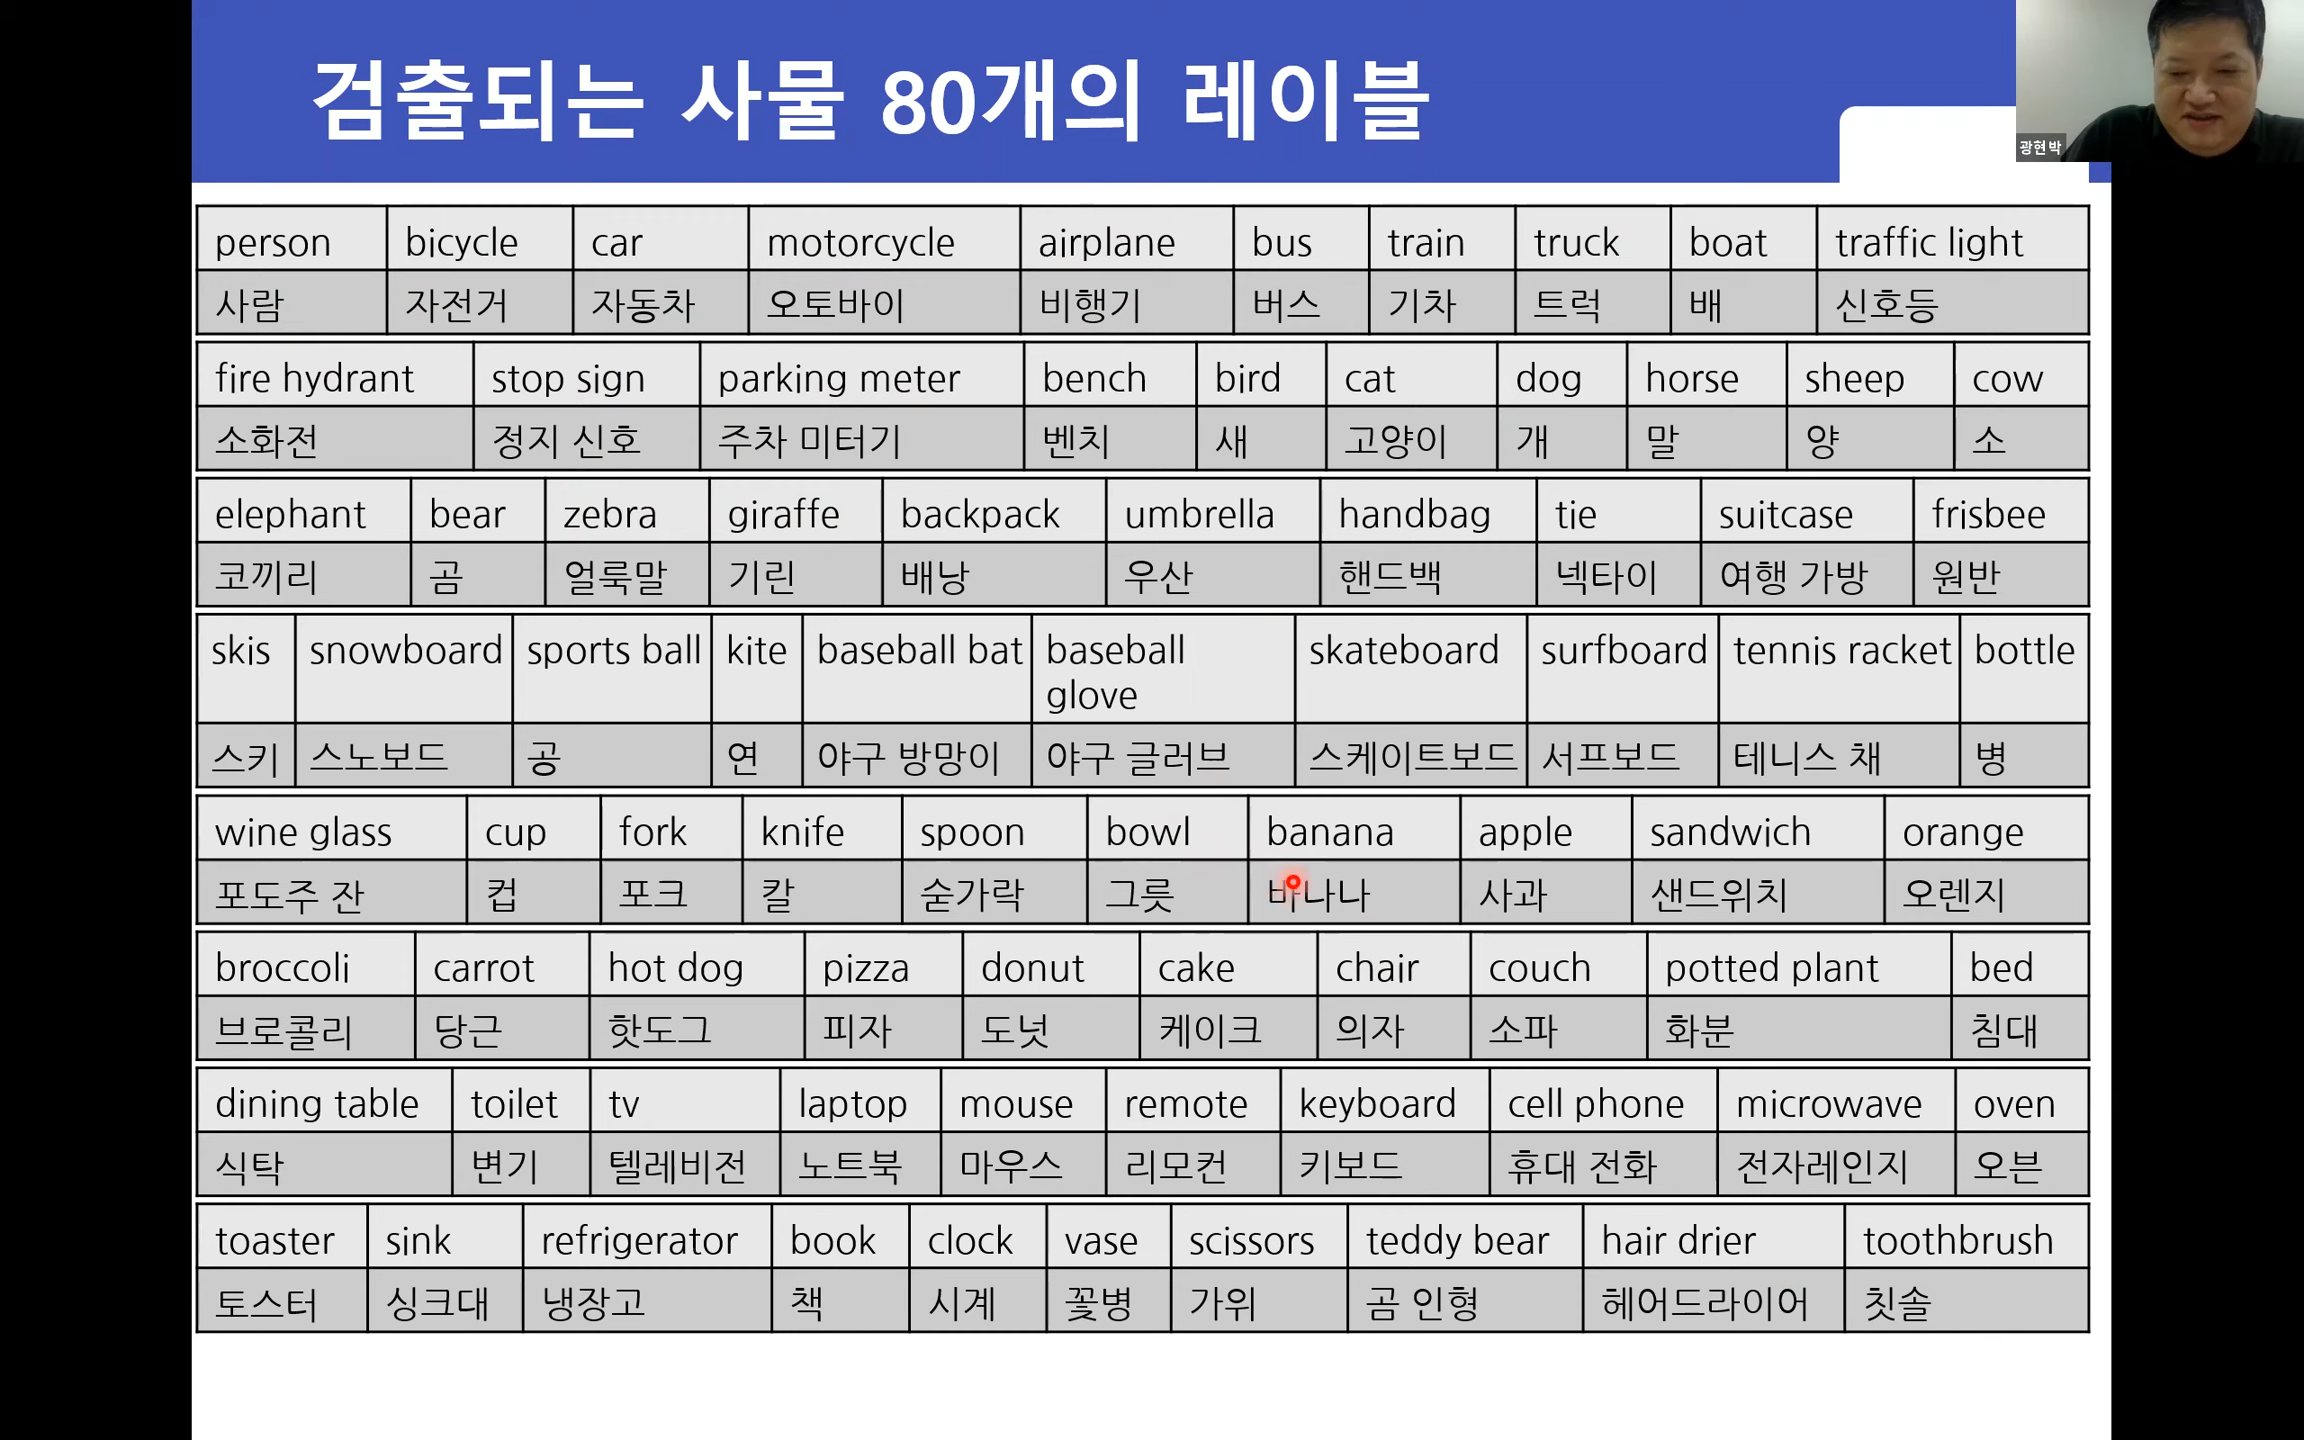 검출되는 사물 80개의 레이블
광현박
person bicycle car motorcycle airplane bus train truck boat traffic light
사람 자전거 자동차 오토바이 비행기 버스 기차 트럭 배 신호등
fire hydrant stop sign parking meter bench bird cat dog horse sheep cow
소화전 정지 신호 주차 미터기 벤치 새 고양이 개 말 양 소
elephant bear zebra giraffe backpack umbrella handbag tie suitcase frisbee
코끼리 곰 얼룩말 기린 배낭 우산 핸드백 넥타이 여행 가방 원반
skis snowboard sports ball kite baseball bat baseball glove skateboard surfboard tennis racket bottle
스키 스노보드 공 연 야구 방망이 야구 글러브 스케이트보드 서프보드 테니스 채 병
wine glass cup fork knife spoon bowl banana apple sandwich orange
포도주 잔 컵 포크 칼 숟가락 그릇 바나나 사과 샌드위치 오렌지
broccoli carrot hot dog pizza donut cake chair couch potted plant bed
브로콜리 당근 핫도그 피자 도넛 케이크 의자 소파 화분 침대
dining table toilet tv laptop mouse remote keyboard cell phone microwave oven
식탁 변기 텔레비전 노트북 마우스 리모컨 키보드 휴대 전화 전자레인지 오븐
toaster sink refrigerator book clock vase scissors teddy bear hair drier toothbrush
토스터 싱크대 냉장고 책 시계 꽃병 가위 곰 인형 헤어드라이어 칫솔